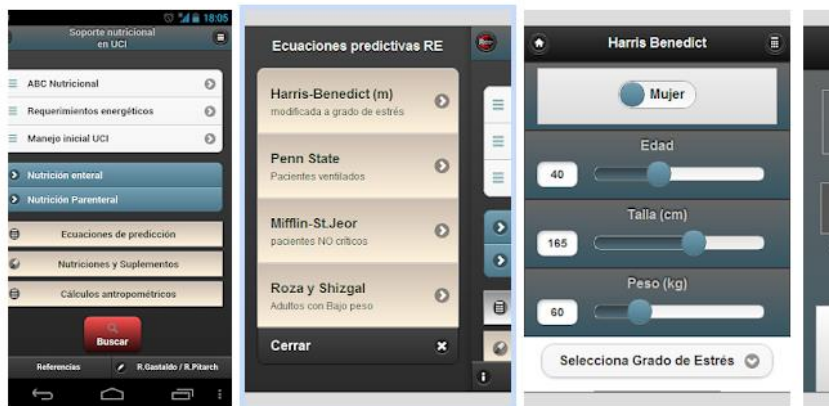 18:05
Soporte nutricional
en UCI
ABC Nutricional
Requerimientos energéticos
Manejo inicial UCI
Nutrición enteral
Nutrición Parenteral
Ecuaciones de predicción
Nutriciones y Suplementos
Cálculos antropométricos
Buscar
Referencias
R.Gastaldo / R.Pitarch
Ecuaciones predictivas RE
Harris-Benedict (m)
modificada a grado de estrés
Penn State
Pacientes ventilados
Mifflin-St.Jeor
pacientes NO críticos
Roza y Shizgal
Adultos con Bajo peso
Cerrar
Harris Benedict
Mujer
Edad
40
Talla (cm)
165
Peso (kg)
60
Selecciona Grado de Estrés